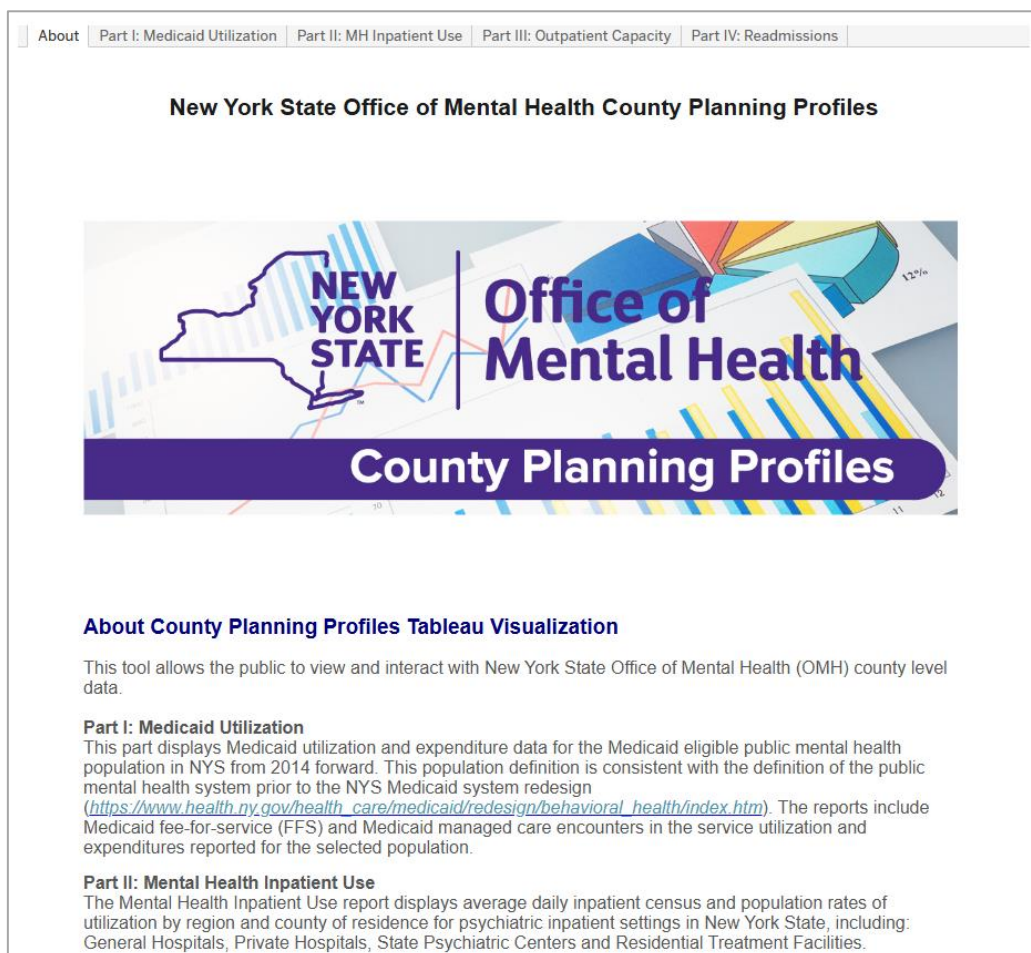 About Part I: Medicaid Utilization Part II: MH Inpatient Use Part III: Outpatient Capacity Part IV: Readmissions
New York State Office of Mental Health County Planning Profiles
NEW
YORK
STATE
™
Office of
Mental Health
12%
County Planning Profiles
10
11
12
About County Planning Profiles Tableau Visualization
This tool allows the public to view and interact with New York State Office of Mental Health (OMH) county level
data.
Part I: Medicaid Utilization
This part displays Medicaid utilization and expenditure data for the Medicaid eligible public mental health
population in NYS from 2014 forward. This population definition is consistent with the definition of the public
mental health system prior to the NYS Medicaid system redesign
(https://www.health.ny.gov/health_care/medicaid/redesign/behavioral_health/index.htm). The reports include
Medicaid fee-for-service (FFS) and Medicaid managed care encounters in the service utilization and
expenditures reported for the selected population.
Part II: Mental Health Inpatient Use
The Mental Health Inpatient Use report displays average daily inpatient census and population rates of
utilization by region and county of residence for psychiatric inpatient settings in New York State, including:
General Hospitals, Private Hospitals, State Psychiatric Centers and Residential Treatment Facilities.